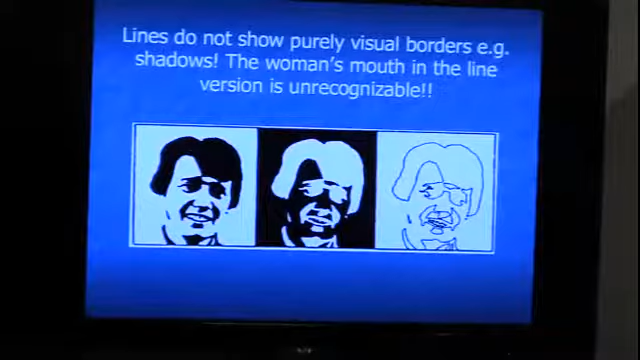 Lines do not show purely visual borders e.g.
shadows! The woman's mouth in the line
version is unrecognizable!!